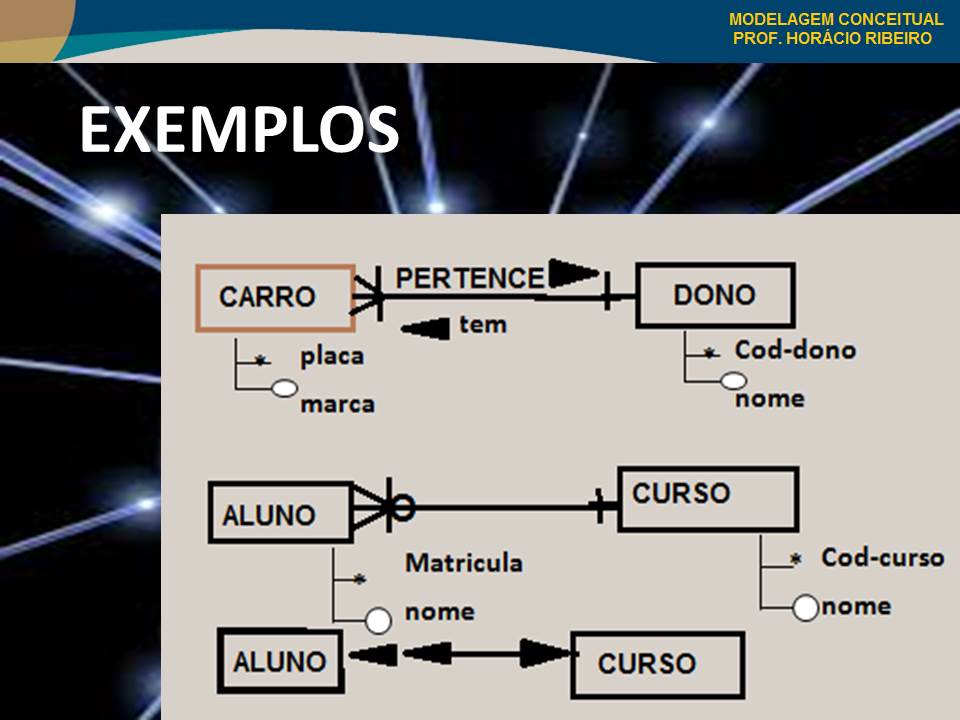 MODELAGEM CONCEITUAL
PROF. HORÁCIO RIBEIRO
EXEMPLOS
CARRO
PERTENCE
DONO
tem
* placa
marca
* Cod-dono
nome
ALUNO
CURSO
* Matricula
nome
* Cod-curso
nome
ALUNO
CURSO